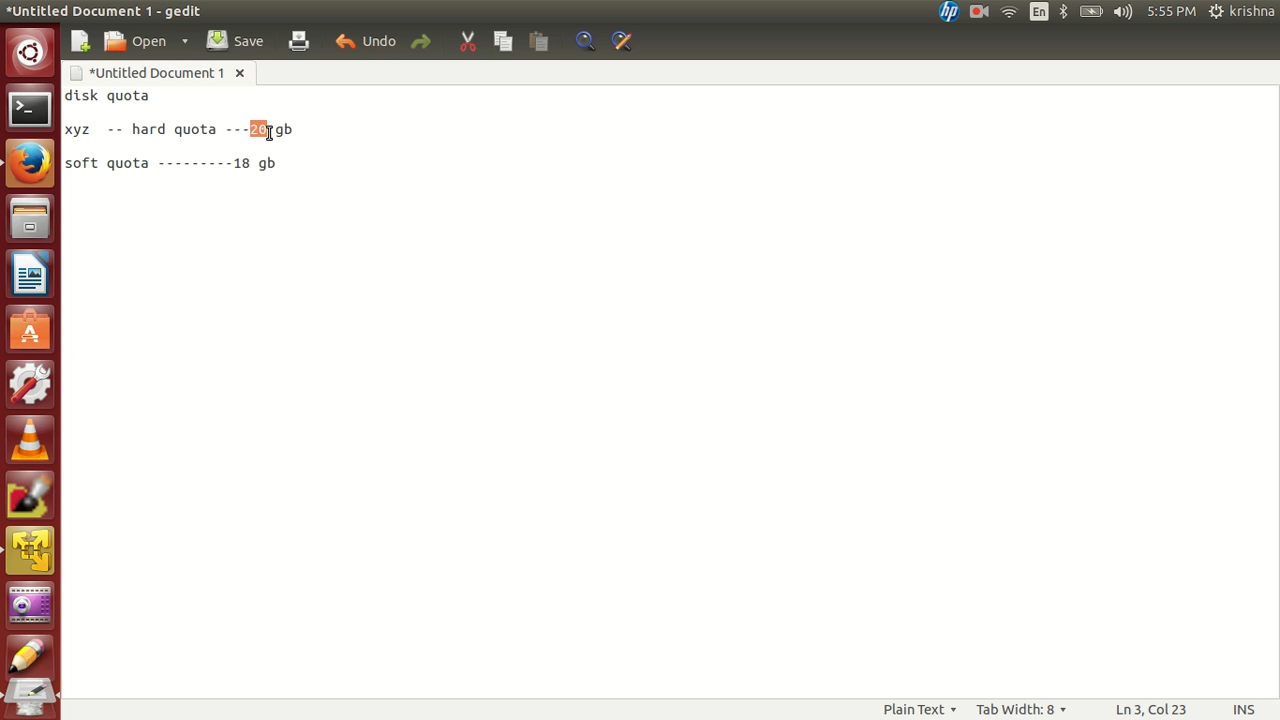 *Untitled Document 1 - gedit
En
5:55 PM
krishna
Open
Save
Undo
*Untitled Document 1
disk quota
xyz  -- hard quota ---20 gb
soft quota ---------18 gb
Plain Text
Tab Width: 8
Ln 3, Col 23
INS